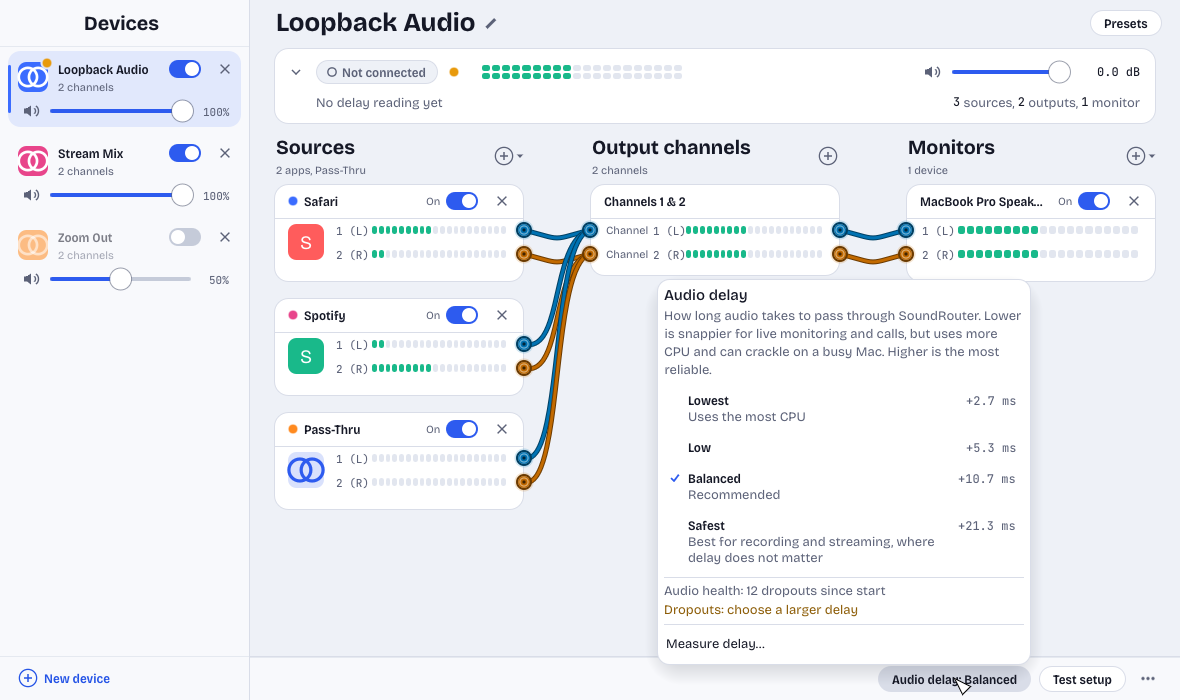 Devices
Loopback Audio
2 channels
100%
Stream Mix
2 channels
100%
Zoom Out
2 channels
50%
New device
Loopback Audio
Presets
Not connected
0.0 dB
No delay reading yet
3 sources, 2 outputs, 1 monitor
Sources
2 apps, Pass-Thru
Safari
On
S
1 (L)
2 (R)
Spotify
On
S
1 (L)
2 (R)
Pass-Thru
On
1 (L)
2 (R)
Output channels
2 channels
Channels 1 & 2
Channel 1 (L)
Channel 2 (R)
Monitors
1 device
MacBook Pro Speak...
On
1 (L)
2 (R)
Audio delay
How long audio takes to pass through SoundRouter. Lower
is snappier for live monitoring and calls, but uses more
CPU and can crackle on a busy Mac. Higher is the most
reliable.
Lowest +2.7 ms
Uses the most CPU
Low +5.3 ms
Balanced +10.7 ms
Recommended
Safest +21.3 ms
Best for recording and streaming, where
delay does not matter
Audio health: 12 dropouts since start
Dropouts: choose a larger delay
Measure delay...
Audio delay: Balanced
Test setup